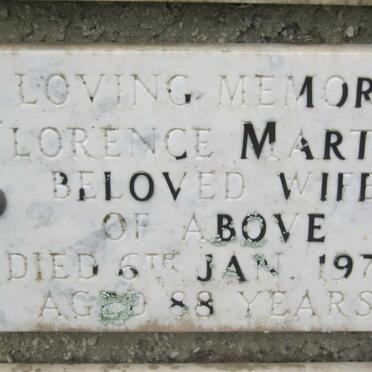 LOVING MEMOR
LORENCE MART
BELOVED WIFE
OF ABOVE
DIED 6TH JAN. 197
AGED 88 YEARS